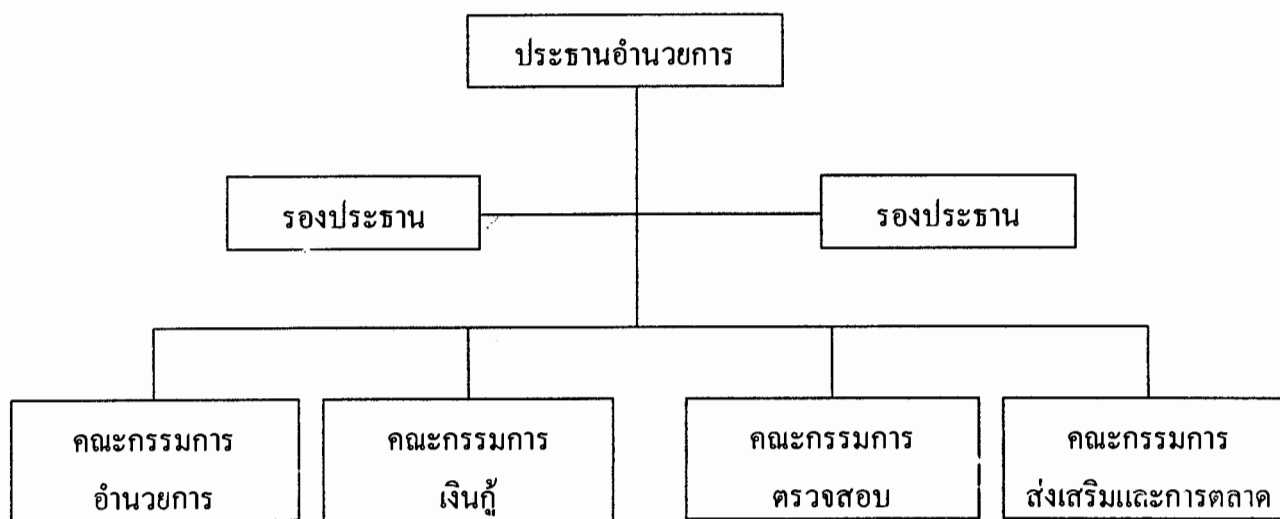 ประธานอำนวยการ
รองประธาน
รองประธาน
คณะกรรมการ
อำนวยการ
คณะกรรมการ
เงินกู้
คณะกรรมการ
ตรวจสอบ
คณะกรรมการ
ส่งเสริมและการตลาด